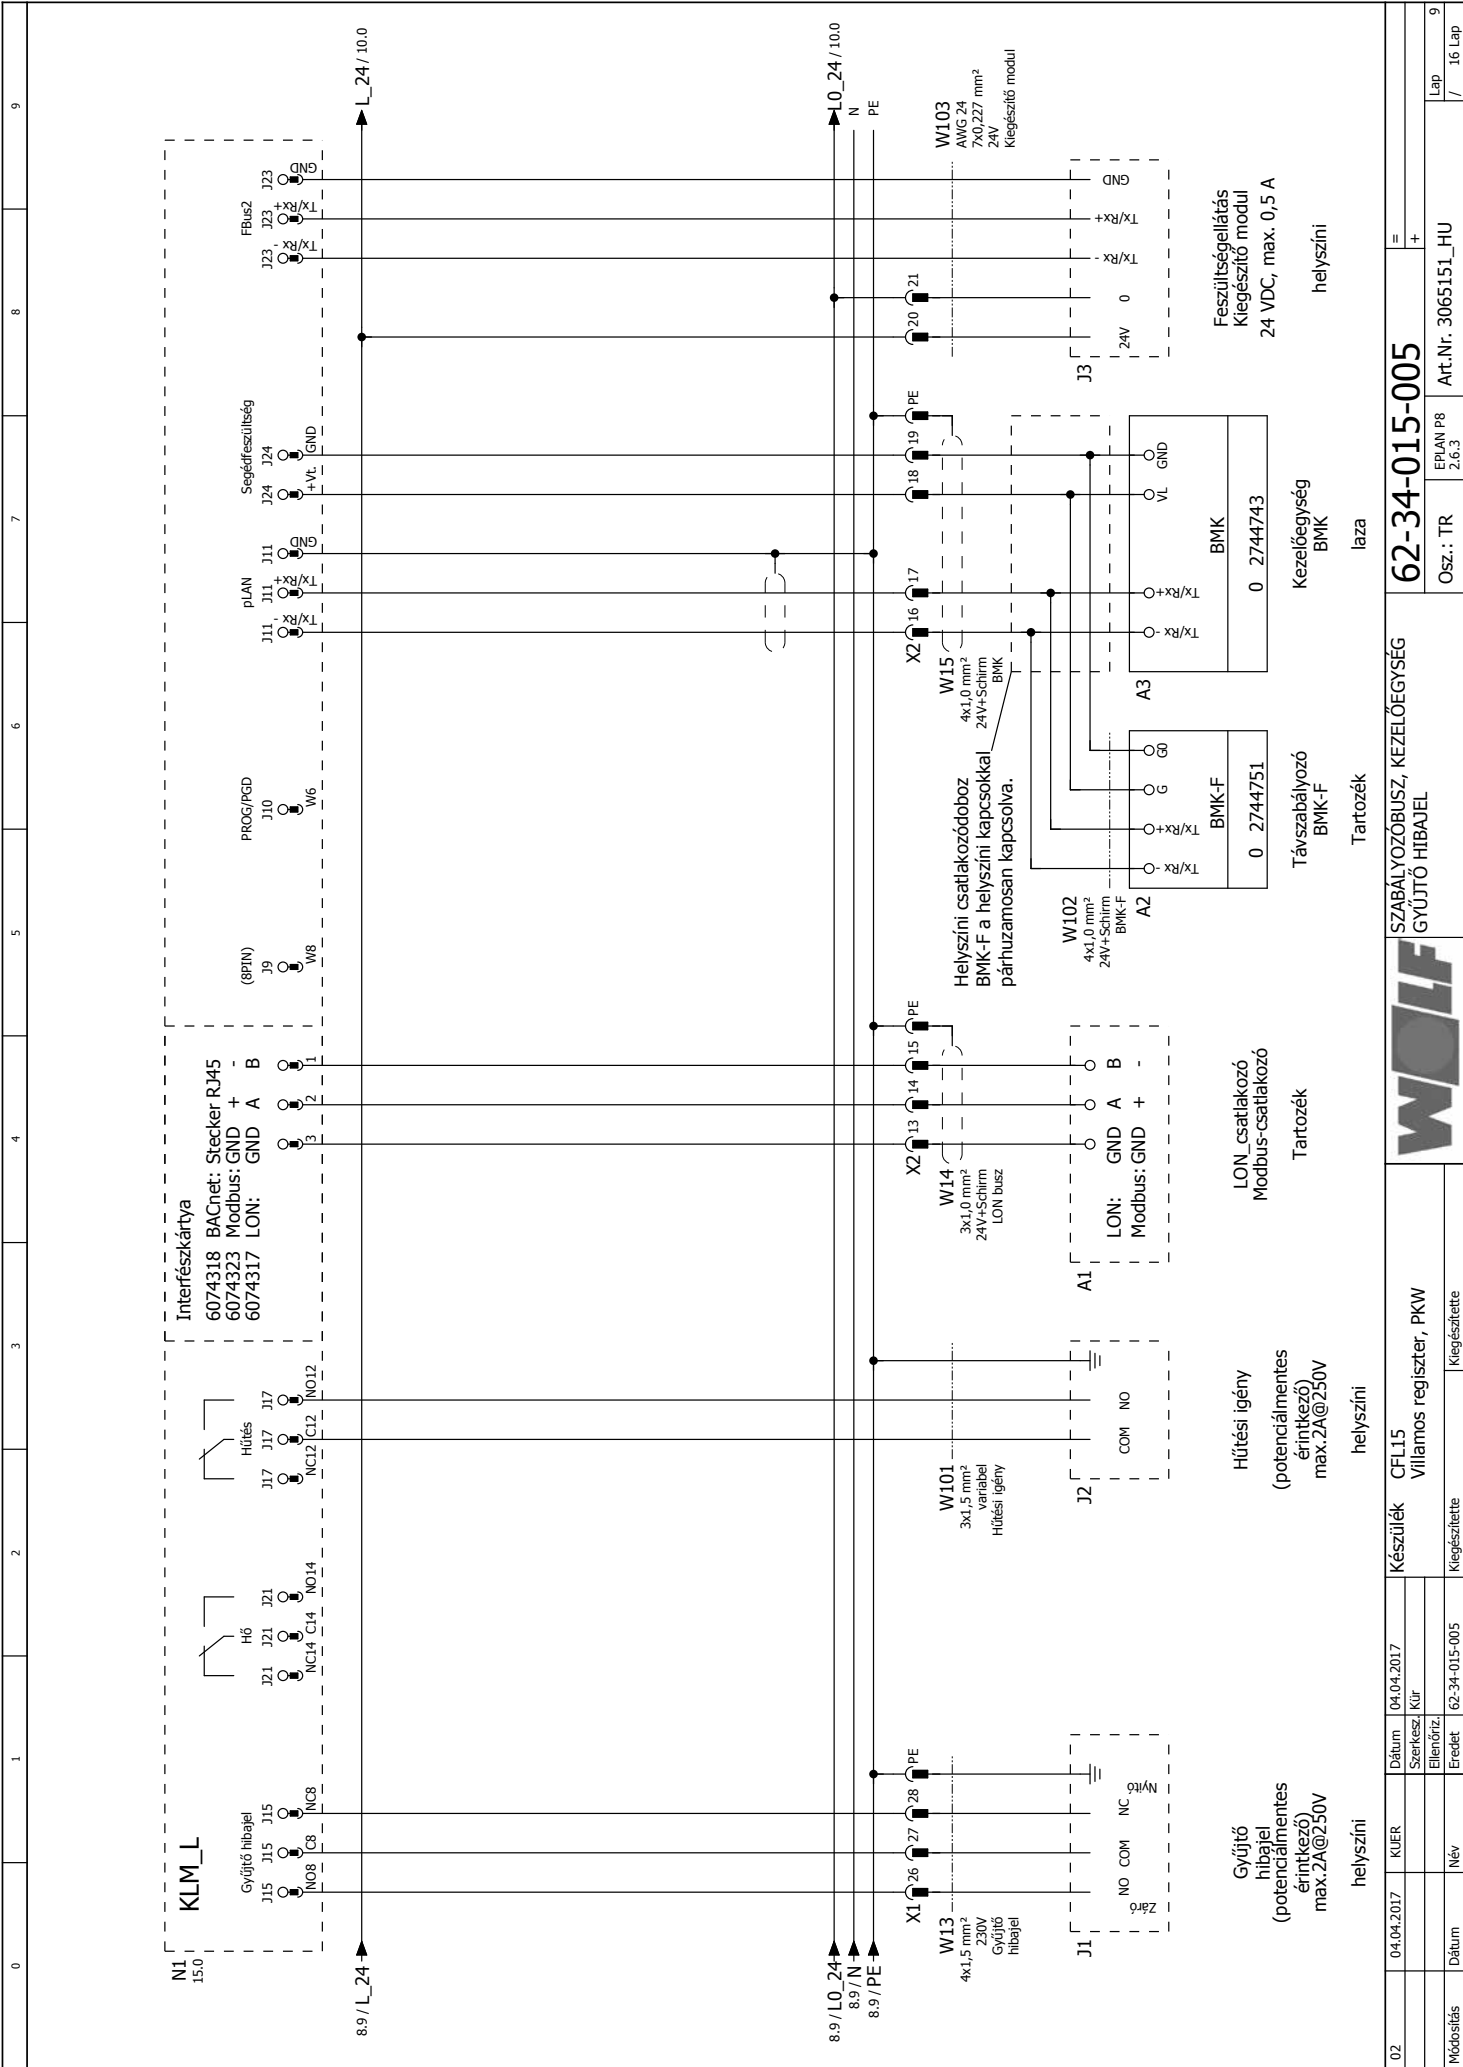 0 1 2 3 4 5 6 7 8 9
N1
15.0
KLM_L
Gyűjtő hibajel
J15 J15 J15
NO8 C8 NC8
Hő
J21 J21 J21
NC14 C14 NO14
Hűtés
J17 J17 J17
NC12 C12 NO12
Interfészkártya
6074318 BACnet: Stecker RJ45
6074323 Modbus: GND + -
6074317 LON: GND A B
3 2 1
(8PIN)
J9
W8
PROG/PGD
J10
W6
pLAN
J11 J11 J11
Tx/Rx - Tx/Rx+ GND
Segédfeszültség
J24 J24
+Vt. GND
FBus2
J23 J23 J23
Tx/Rx - Tx/Rx+ GND
8.9 / L_24
L_24 / 10.0
8.9 / L0_24
L0_24 / 10.0
8.9 / N
N
8.9 / PE
PE
X1 26 27 28 PE
W13
4x1,5 mm²
230V
Gyűjtő
hibajel
J1
NO COM NC
Záró
Nyitó
Gyűjtő
hibajel
(potenciálmentes
érintkező)
max.2A@250V
helyszíni
W101
3x1,5 mm²
variabel
Hűtési igény
J2
COM NO
Hűtési igény
(potenciálmentes
érintkező)
max.2A@250V
helyszíni
X2 13 14 15 PE
W14
3x1,0 mm²
24V+Schirm
LON busz
A1
LON: GND A B
Modbus: GND + -
LON_csatlakozó
Modbus-csatlakozó
Tartozék
Helyszíni csatlakozódoboz
BMK-F a helyszíni kapcsokkal
párhuzamosan kapcsolva.
W102
4x1,0 mm²
24V+Schirm
BMK-F
A2
Tx/Rx - Tx/Rx+ G G0
BMK-F
0 2744751
Távszabályozó
BMK-F
Tartozék
X2 16 17 18 19 PE
W15
4x1,0 mm²
24V+Schirm
BMK
A3
Tx/Rx - Tx/Rx+ VL GND
BMK
0 2744743
Kezelőegység
BMK
laza
20 21
W103
AWG 24
7x0,227 mm²
24V
Kiegészítő modul
J3
24V 0 Tx/Rx - Tx/Rx+ GND
Feszültségellátás
Kiegészítő modul
24 VDC, max. 0,5 A
helyszíni
02 04.04.2017 KUER
Módosítás Dátum Név
Dátum 04.04.2017
Szerkesz. Kür
Ellenőriz.
Eredet 62-34-015-005
Készülék CFL15
Villamos regiszter, PKW
Kiegészítette Kiegészítette
WOLF
SZABÁLYOZÓBUSZ, KEZELŐEGYSÉG
GYŰJTŐ HIBAJEL
62-34-015-005
Osz.: TR
EPLAN P8
2.6.3
Art.Nr. 3065151_HU
=
+
Lap 9
/ 16 Lap